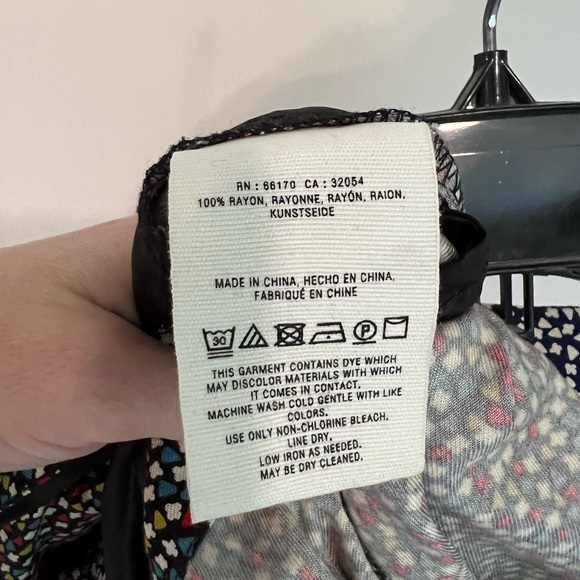 RN : 66170 CA : 32054
100% RAYON, RAYONNE, RAYÓN, RAION,
KUNSTSEIDE
MADE IN CHINA, HECHO EN CHINA,
FABRIQUÉ EN CHINE
30 P
THIS GARMENT CONTAINS DYE WHICH
MAY DISCOLOR MATERIALS WITH WHICH
IT COMES IN CONTACT.
MACHINE WASH COLD GENTLE WITH LIKE
COLORS.
USE ONLY NON-CHLORINE BLEACH.
LINE DRY.
LOW IRON AS NEEDED.
MAY BE DRY CLEANED.